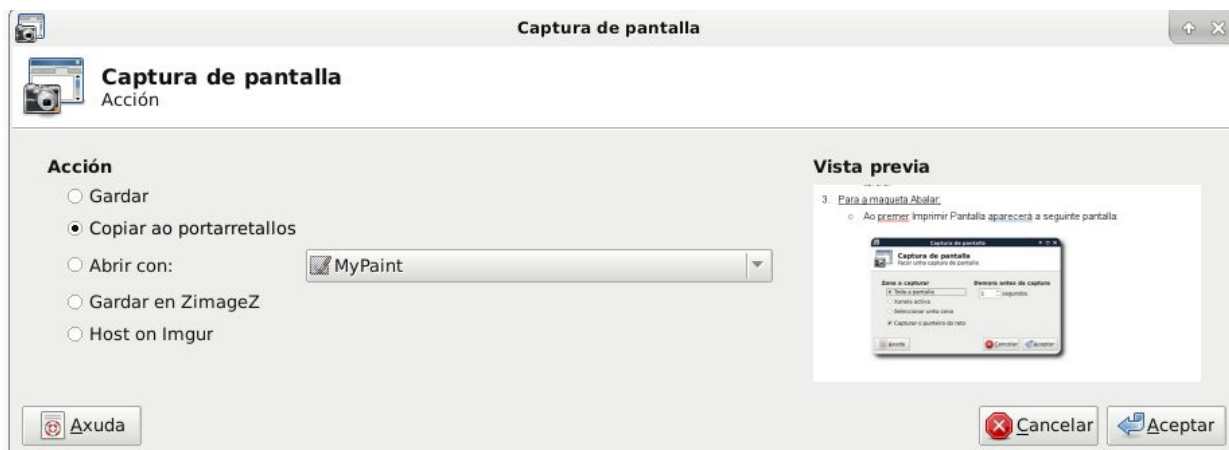 Captura de pantalla
Captura de pantalla
Acción
Acción
Gardar
Copiar ao portarretallos
Abrir con:
MyPaint
Gardar en ZimageZ
Host on Imgur
Vista previa
3. Para a maqueta Abalar:
○ Ao premer Imprimir Pantalla aparecerá a seguinte pantalla:
Captura de pantalla
Captura de pantalla
Facer unha captura de pantalla
Zona a capturar
Demora antes da captura
Toda a pantalla
1 segundos
Xanela activa
Seleccionar unha zona
Capturar o punteiro do rato
Axuda
Cancelar
Aceptar
Axuda
Cancelar
Aceptar